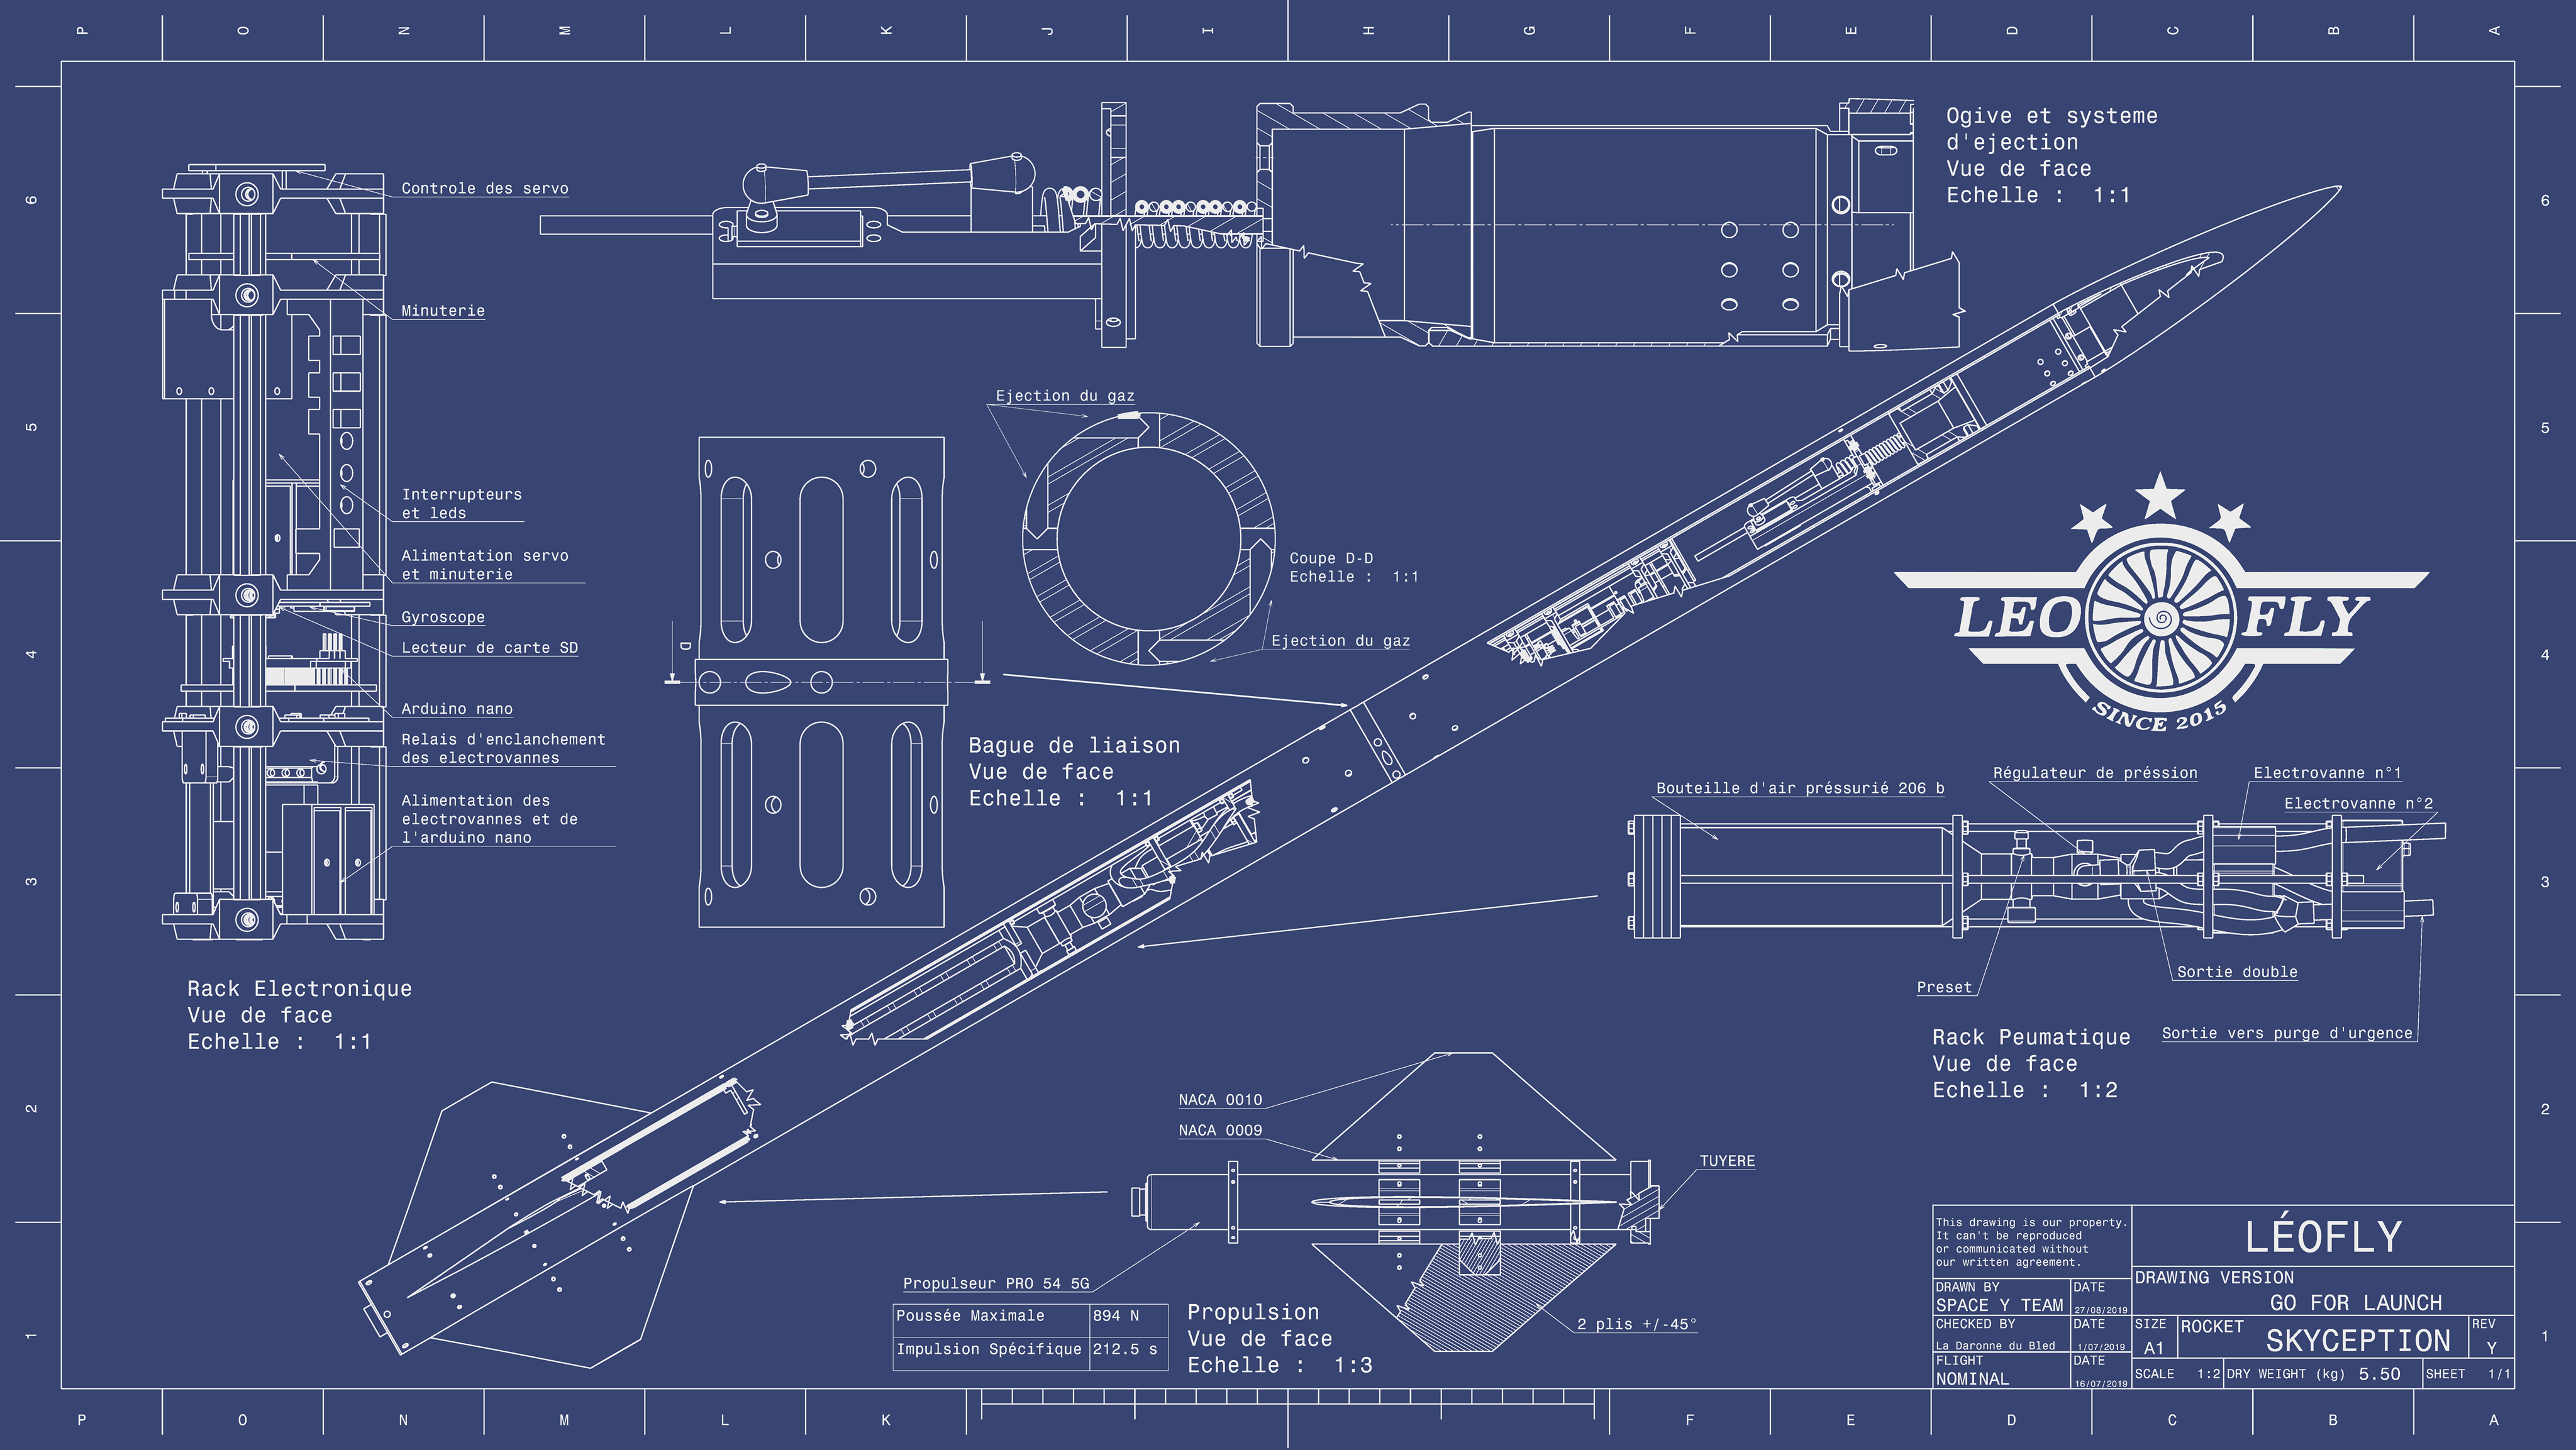 P O N M L K J I H G F E D C B A
6
5
4
3
2
1
6
5
4
3
2
1
Controle des servo
Minuterie
Interrupteurs
et leds
Alimentation servo
et minuterie
Gyroscope
Lecteur de carte SD
Arduino nano
Relais d'enclanchement
des electrovannes
Alimentation des
electrovannes et de
l'arduino nano
Rack Electronique
Vue de face
Echelle : 1:1
Ogive et systeme
d'ejection
Vue de face
Echelle : 1:1
Ejection du gaz
Coupe D-D
Echelle : 1:1
Ejection du gaz
D
Bague de liaison
Vue de face
Echelle : 1:1
LEO FLY
SINCE 2015
Bouteille d'air préssurié 206 b
Régulateur de préssion
Electrovanne n°1
Electrovanne n°2
Preset
Sortie double
Sortie vers purge d'urgence
Rack Peumatique
Vue de face
Echelle : 1:2
NACA 0010
NACA 0009
TUYERE
Propulseur PRO 54 5G
2 plis +/-45°
Poussée Maximale 894 N
Impulsion Spécifique 212.5 s
Propulsion
Vue de face
Echelle : 1:3
This drawing is our property.
It can't be reproduced
or communicated without
our written agreement.
DRAWN BY DATE
SPACE Y TEAM 27/08/2019
CHECKED BY DATE
La Daronne du Bled 1/07/2019
FLIGHT DATE
NOMINAL 16/07/2019
LÉOFLY
DRAWING VERSION
GO FOR LAUNCH
SIZE ROCKET REV
A1 SKYCEPTION Y
SCALE 1:2 DRY WEIGHT (kg) 5.50 SHEET 1/1
P O N M L K F E D C B A